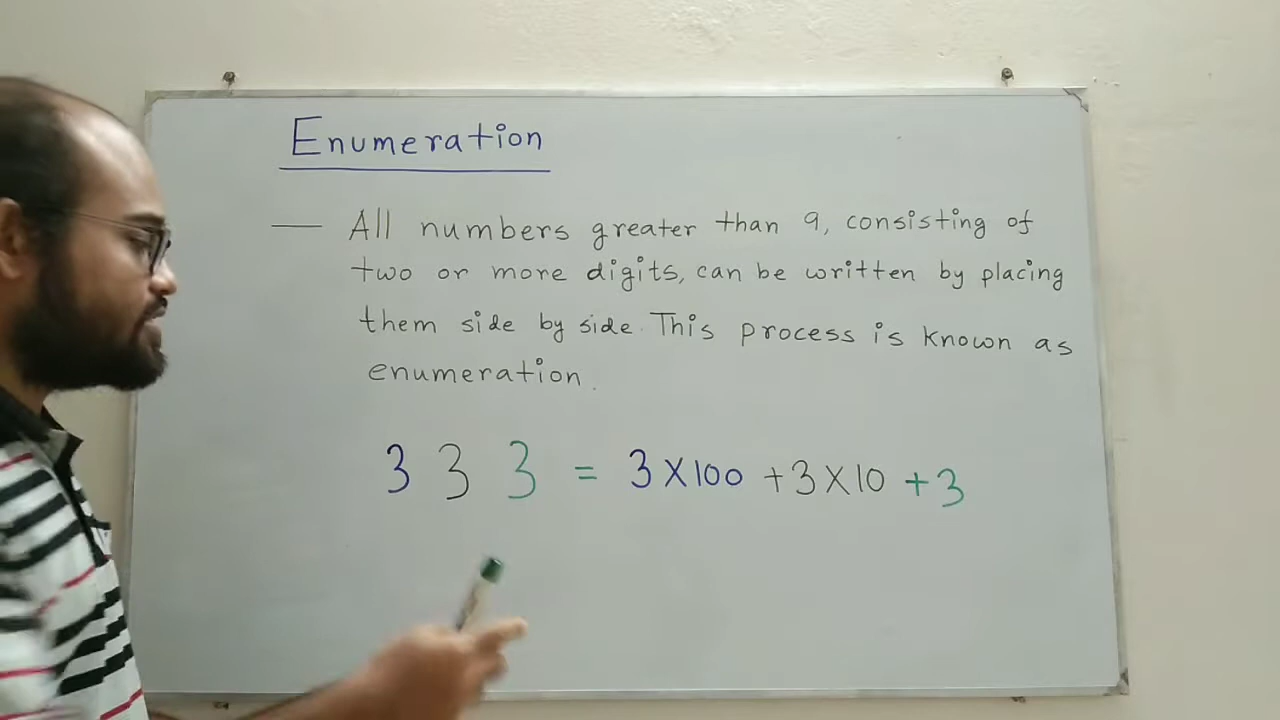 Enumeration
— All numbers greater than 9, consisting of
two or more digits, can be written by placing
them side by side. This process is known as
enumeration.
3 3 3 = 3×100 +3×10 +3